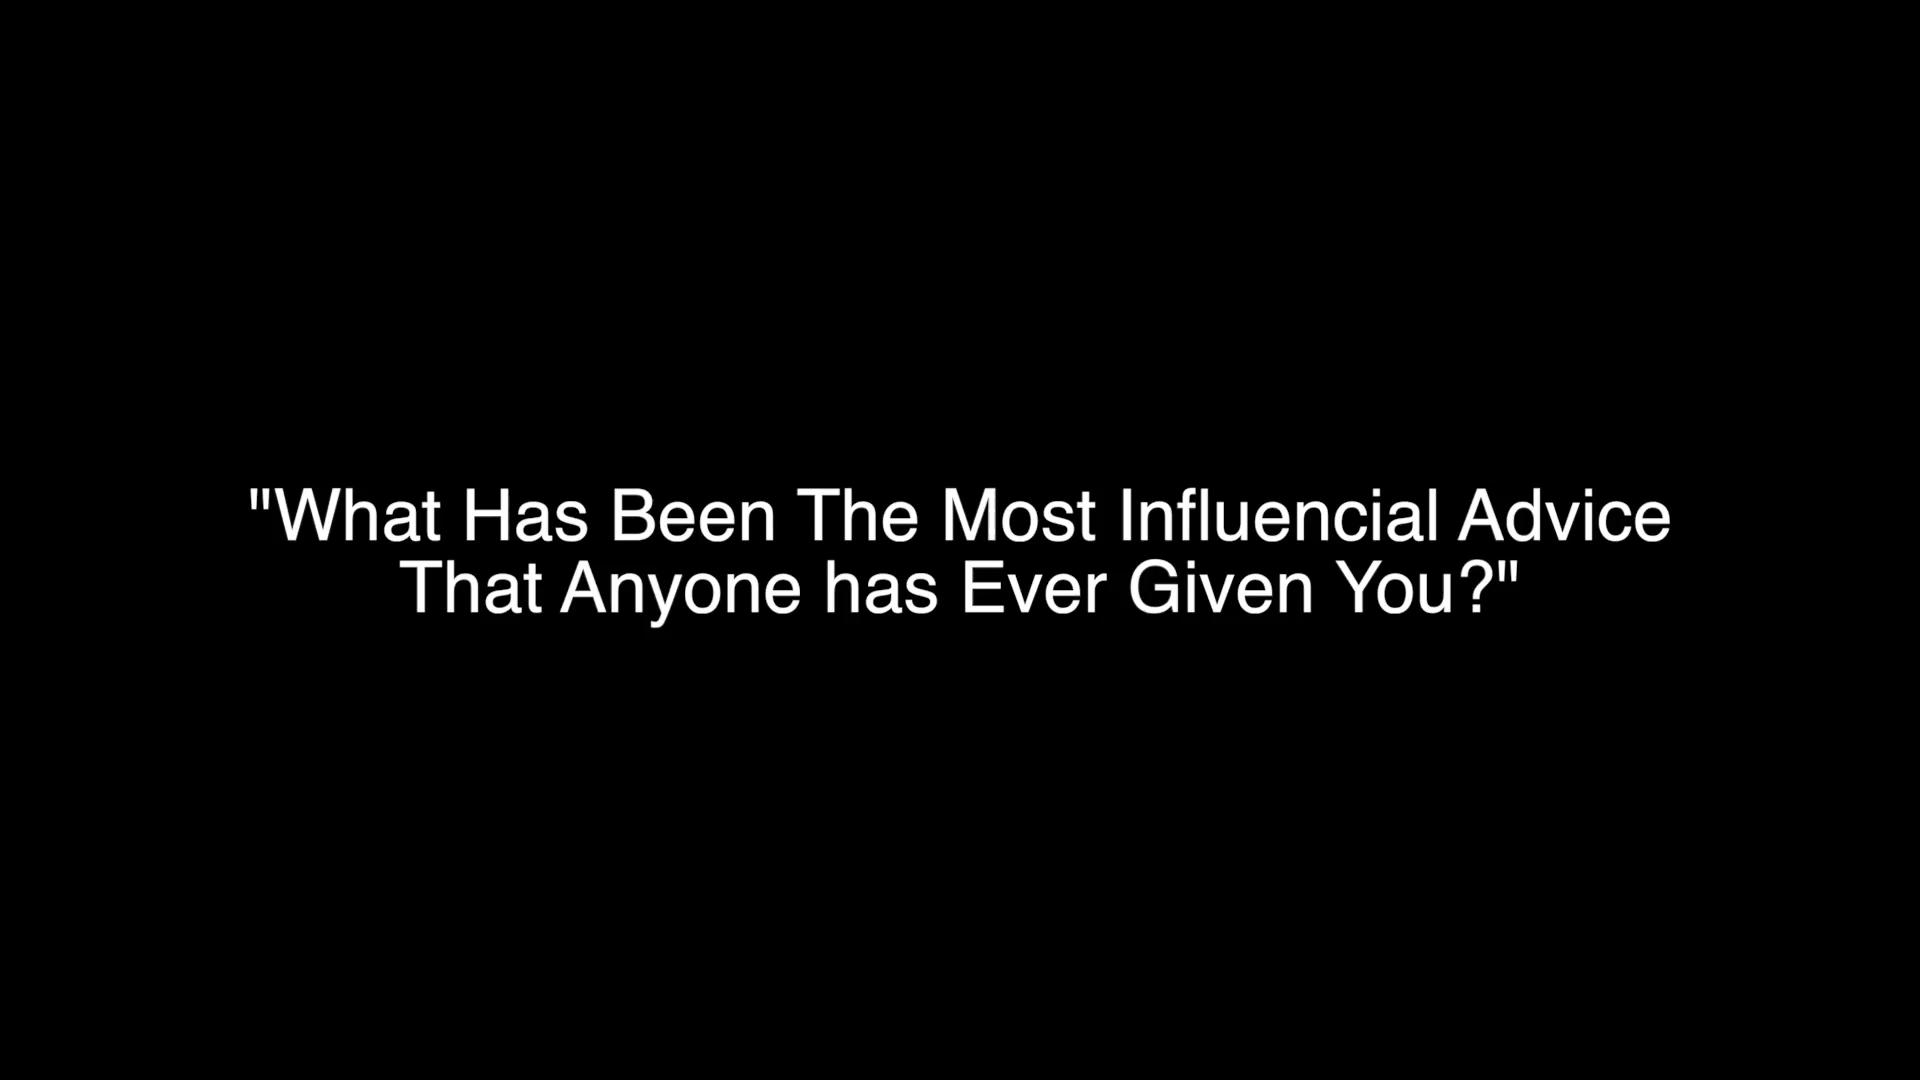 "What Has Been The Most Influencial Advice
That Anyone has Ever Given You?"